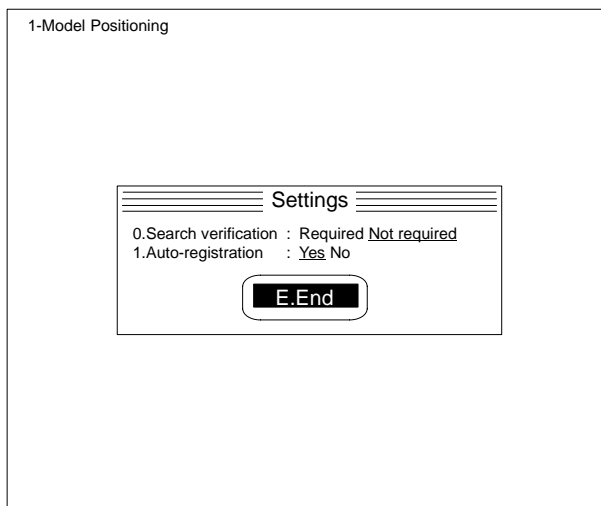 1-Model Positioning
Settings
0.Search verification : Required Not required
1.Auto-registration : Yes No
E.End